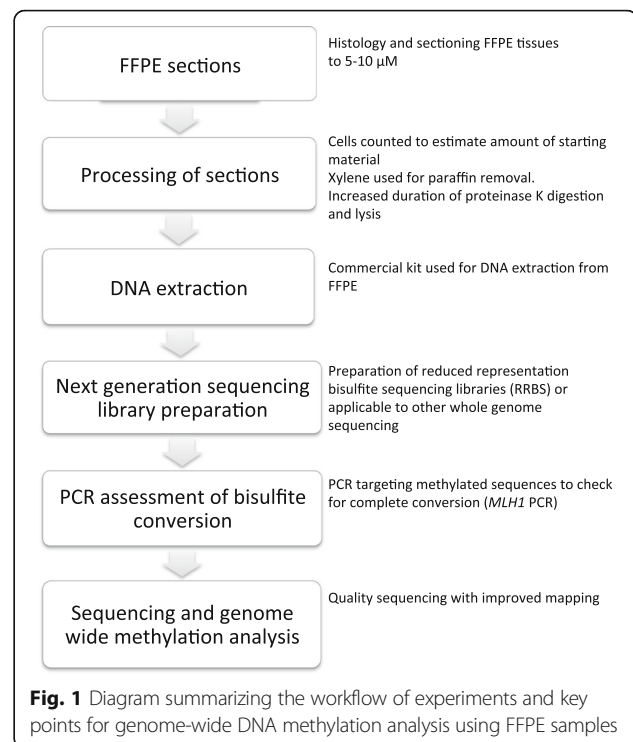 FFPE sections
Histology and sectioning FFPE tissues
to 5-10 µM
Processing of sections
Cells counted to estimate amount of starting
material
Xylene used for paraffin removal.
Increased duration of proteinase K digestion
and lysis
DNA extraction
Commercial kit used for DNA extraction from
FFPE
Next generation sequencing
library preparation
Preparation of reduced representation
bisulfite sequencing libraries (RRBS) or
applicable to other whole genome
sequencing
PCR assessment of bisulfite
conversion
PCR targeting methylated sequences to check
for complete conversion (MLH1 PCR)
Sequencing and genome
wide methylation analysis
Quality sequencing with improved mapping
Fig. 1 Diagram summarizing the workflow of experiments and key
points for genome-wide DNA methylation analysis using FFPE samples